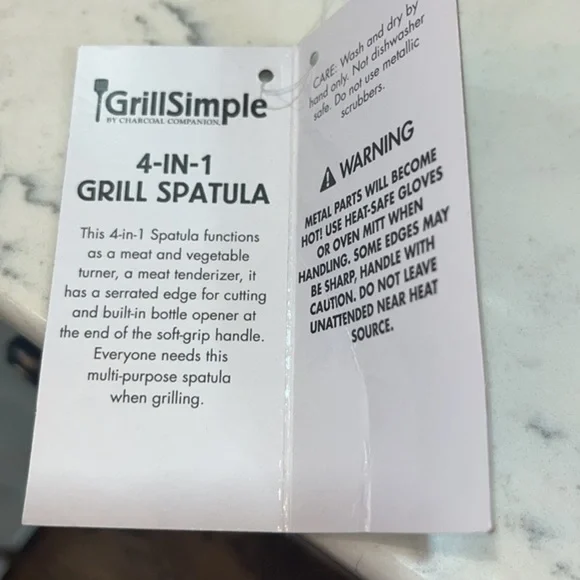 GrillSimple
BY CHARCOAL COMPANION
4-IN-1
GRILL SPATULA
This 4-in-1 Spatula functions
as a meat and vegetable
turner, a meat tenderizer, it
has a serrated edge for cutting
and built-in bottle opener at
the end of the soft-grip handle.
Everyone needs this
multi-purpose spatula
when grilling.
CARE: Wash and dry by
hand only. Not dishwasher
safe. Do not use metallic
scrubbers.
WARNING
METAL PARTS WILL BECOME
HOT! USE HEAT-SAFE GLOVES
OR OVEN MITT WHEN
HANDLING. SOME EDGES MAY
BE SHARP, HANDLE WITH
CAUTION. DO NOT LEAVE
UNATTENDED NEAR HEAT
SOURCE.